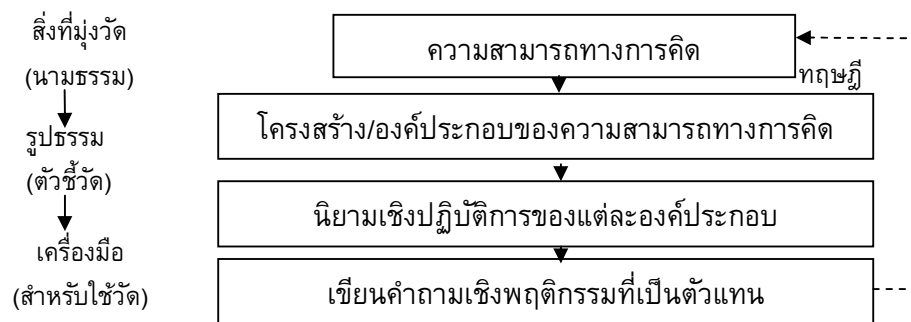 สิ่งที่มุ่งวัด
(นามธรรม)
รูปธรรม
(ตัวชี้วัด)
เครื่องมือ
(สำหรับใช้วัด)
ความสามารถทางการคิด
ทฤษฎี
โครงสร้าง/องค์ประกอบของความสามารถทางการคิด
นิยามเชิงปฏิบัติการของแต่ละองค์ประกอบ
เขียนคำถามเชิงพฤติกรรมที่เป็นตัวแทน